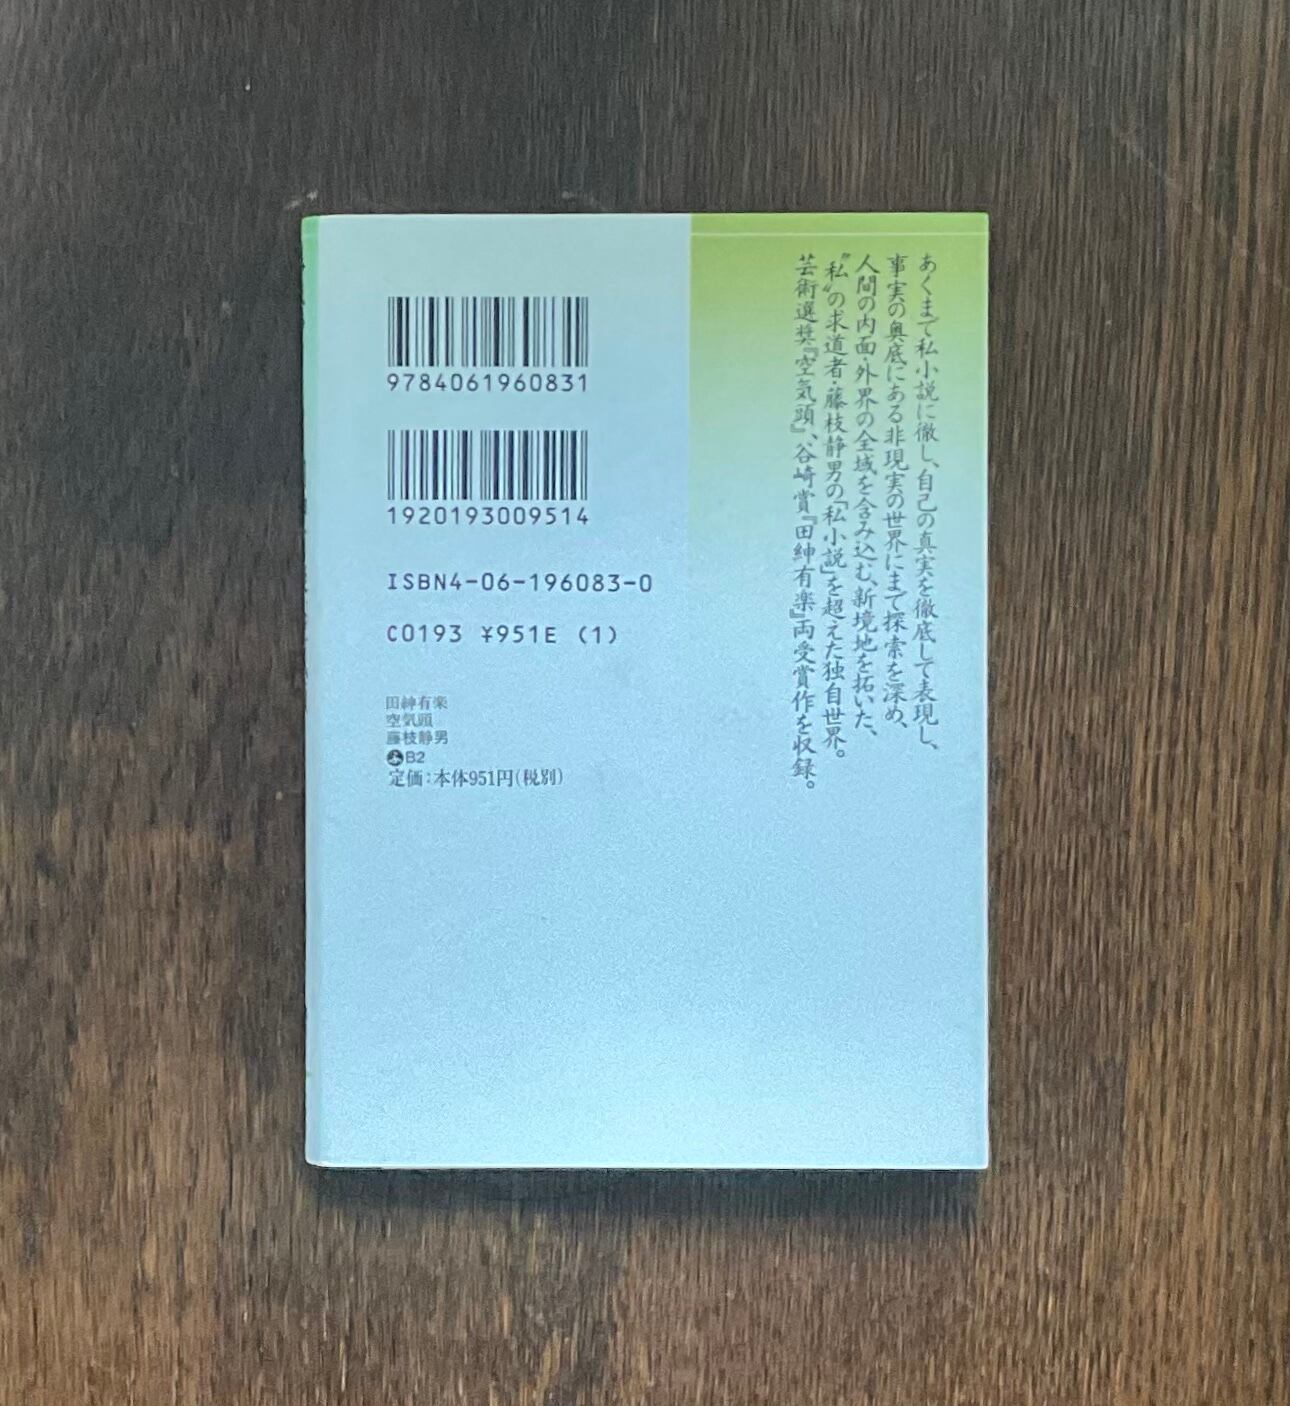 あくまで私小説に徹し、自己の真実を徹底して表現し、
事実の奥底にある非現実の世界にまで探索を深め、
人間の内面・外界の全域を含み込む、新境地を拓いた、
〝私〟の求道者・藤枝静男の「私小説」を超えた独自世界。
芸術選奨『空気頭』、谷崎賞『田紳有楽』両受賞作を収録。
9784061960831
1920193009514
ISBN4-06-196083-0
C0193 ¥951E (1)
田紳有楽
空気頭
藤枝静男
ふB2
定価：本体951円（税別）